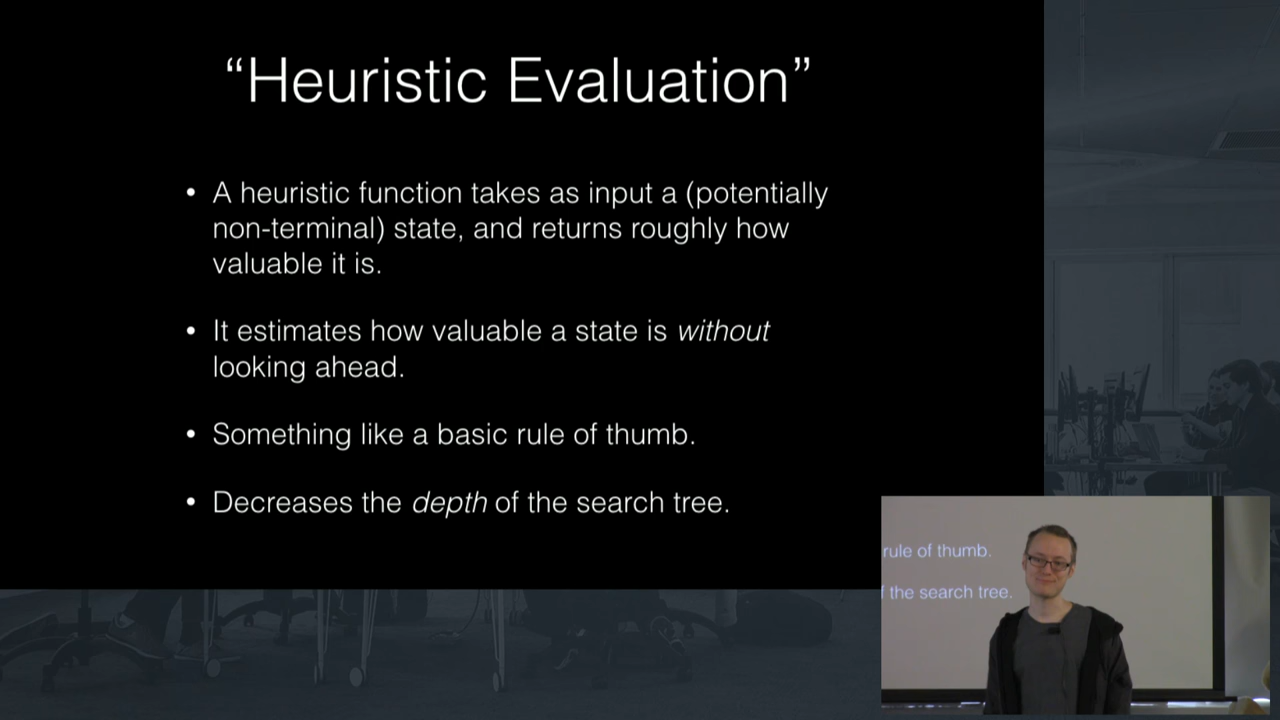 “Heuristic Evaluation”
• A heuristic function takes as input a (potentially
non-terminal) state, and returns roughly how
valuable it is.
• It estimates how valuable a state is without
looking ahead.
• Something like a basic rule of thumb.
• Decreases the depth of the search tree.
rule of thumb.
f the search tree.